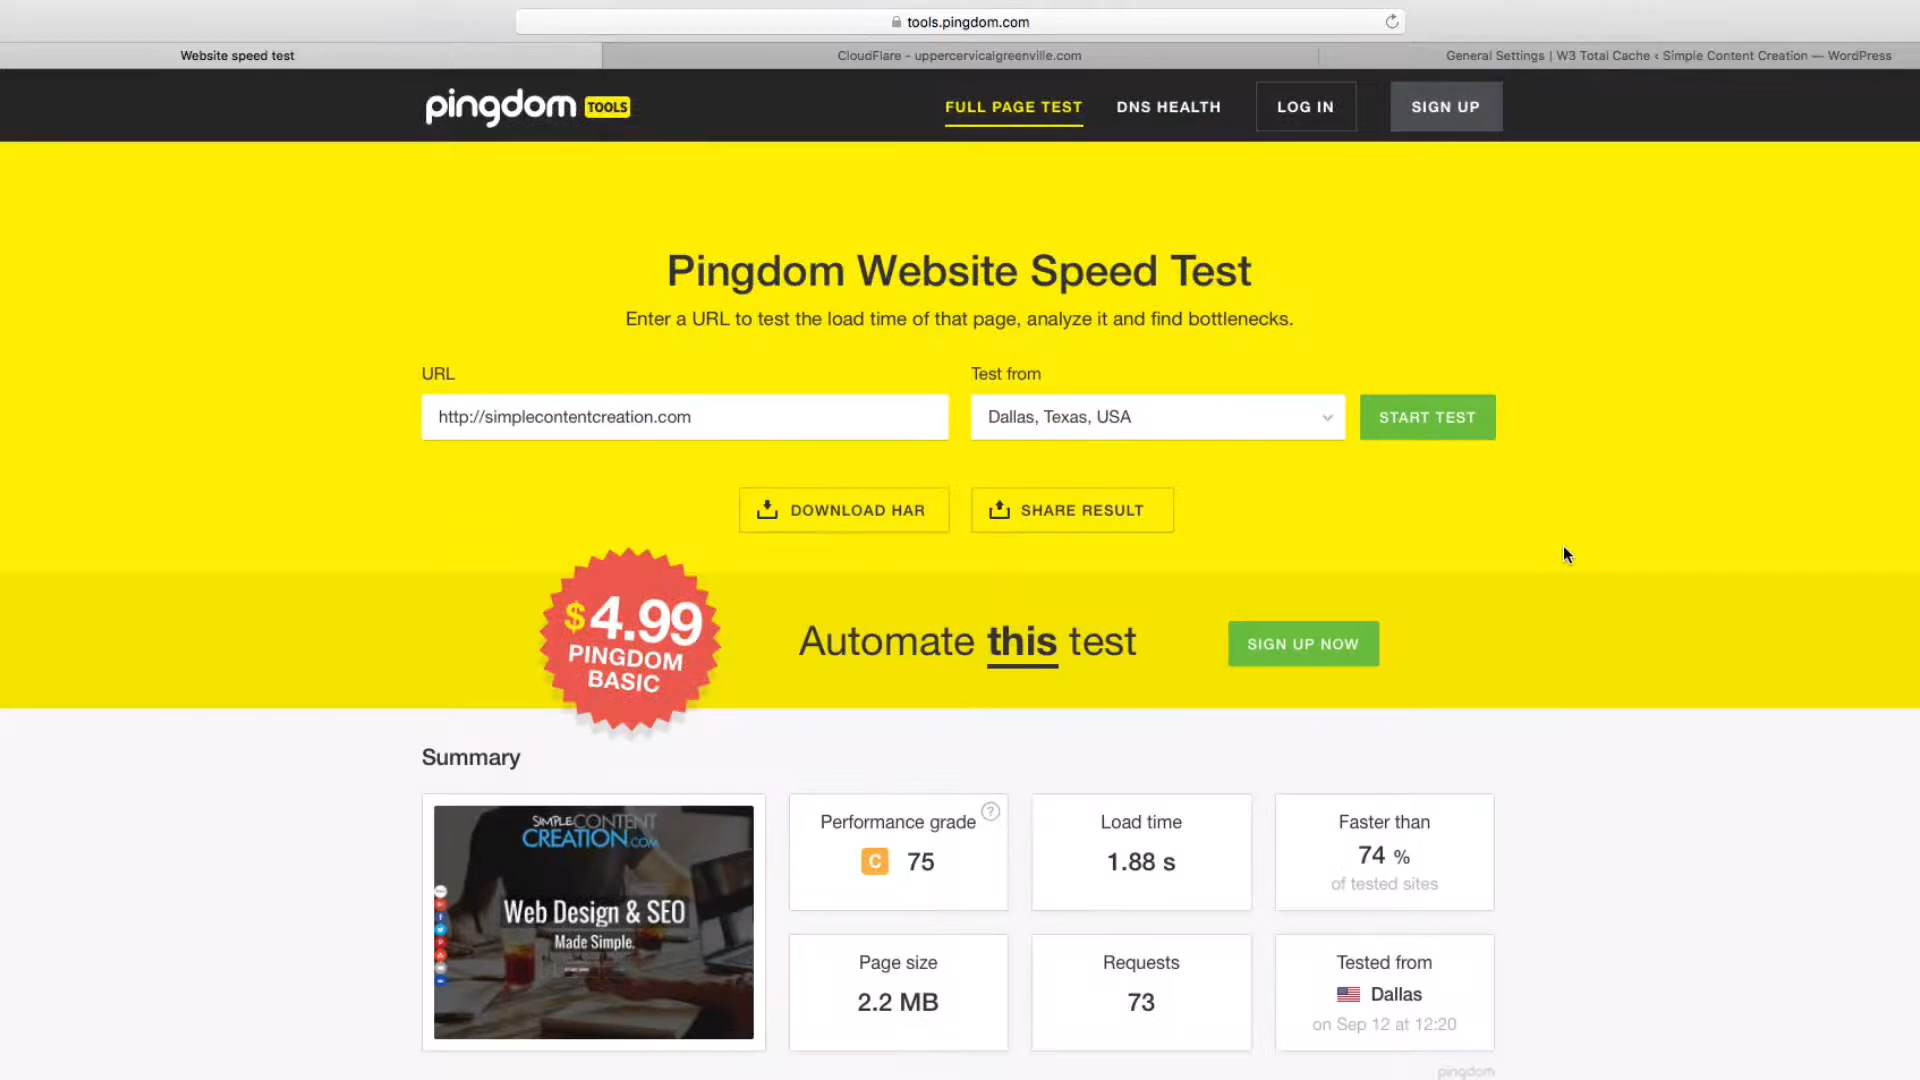 tools.pingdom.com
Website speed test
CloudFlare - uppercervicalgreenville.com
General Settings | W3 Total Cache ‹ Simple Content Creation — WordPress
pingdom TOOLS
FULL PAGE TEST
DNS HEALTH
LOG IN
SIGN UP
Pingdom Website Speed Test
Enter a URL to test the load time of that page, analyze it and find bottlenecks.
URL
Test from
http://simplecontentcreation.com
Dallas, Texas, USA
START TEST
DOWNLOAD HAR
SHARE RESULT
$4.99
PINGDOM
BASIC
Automate this test
SIGN UP NOW
Summary
SIMPLECONTENT
CREATION.COM
Web Design & SEO
Made Simple.
Performance grade ?
C 75
Load time
1.88 s
Faster than
74 %
of tested sites
Page size
2.2 MB
Requests
73
Tested from
Dallas
on Sep 12 at 12:20
pingdom